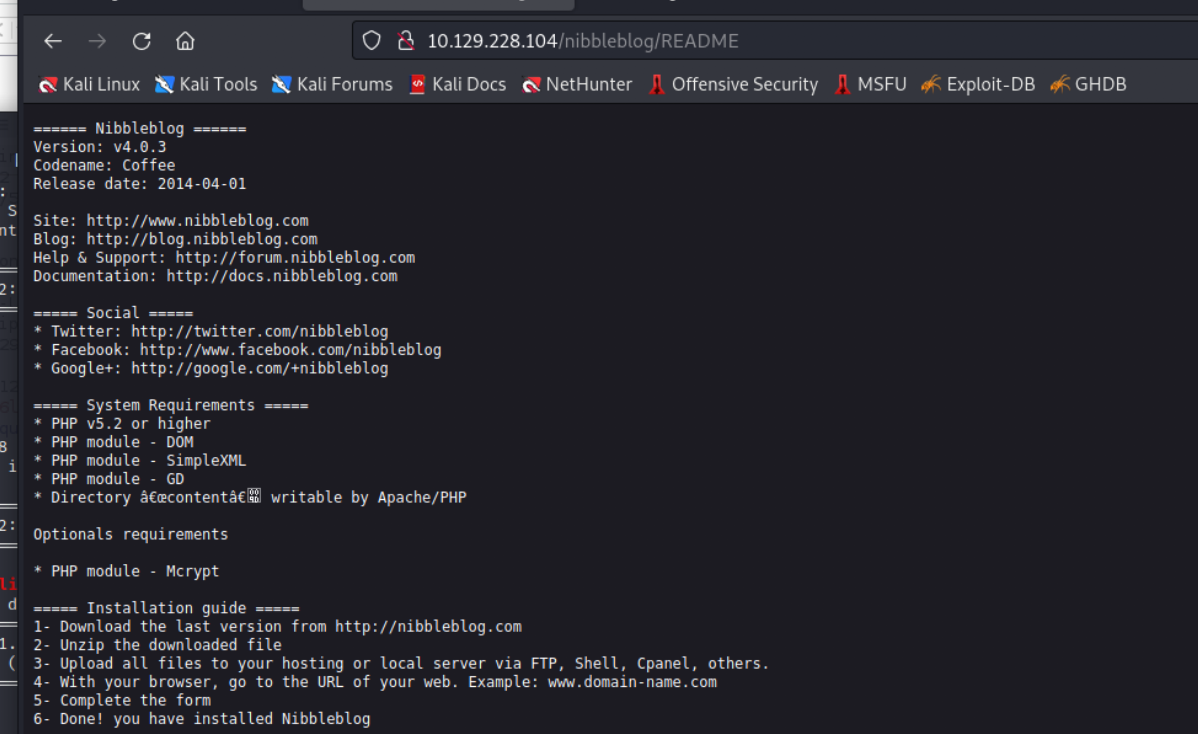 10.129.228.104/nibbleblog/README
Kali Linux Kali Tools Kali Forums Kali Docs NetHunter Offensive Security MSFU Exploit-DB GHDB
====== Nibbleblog ======
Version: v4.0.3
Codename: Coffee
Release date: 2014-04-01
Site: http://www.nibbleblog.com
Blog: http://blog.nibbleblog.com
Help & Support: http://forum.nibbleblog.com
Documentation: http://docs.nibbleblog.com
===== Social =====
* Twitter: http://twitter.com/nibbleblog
* Facebook: http://www.facebook.com/nibbleblog
* Google+: http://google.com/+nibbleblog
===== System Requirements =====
* PHP v5.2 or higher
* PHP module - DOM
* PHP module - SimpleXML
* PHP module - GD
* Directory â€œcontentâ€ writable by Apache/PHP
Optionals requirements
* PHP module - Mcrypt
===== Installation guide =====
1- Download the last version from http://nibbleblog.com
2- Unzip the downloaded file
3- Upload all files to your hosting or local server via FTP, Shell, Cpanel, others.
4- With your browser, go to the URL of your web. Example: www.domain-name.com
5- Complete the form
6- Done! you have installed Nibbleblog